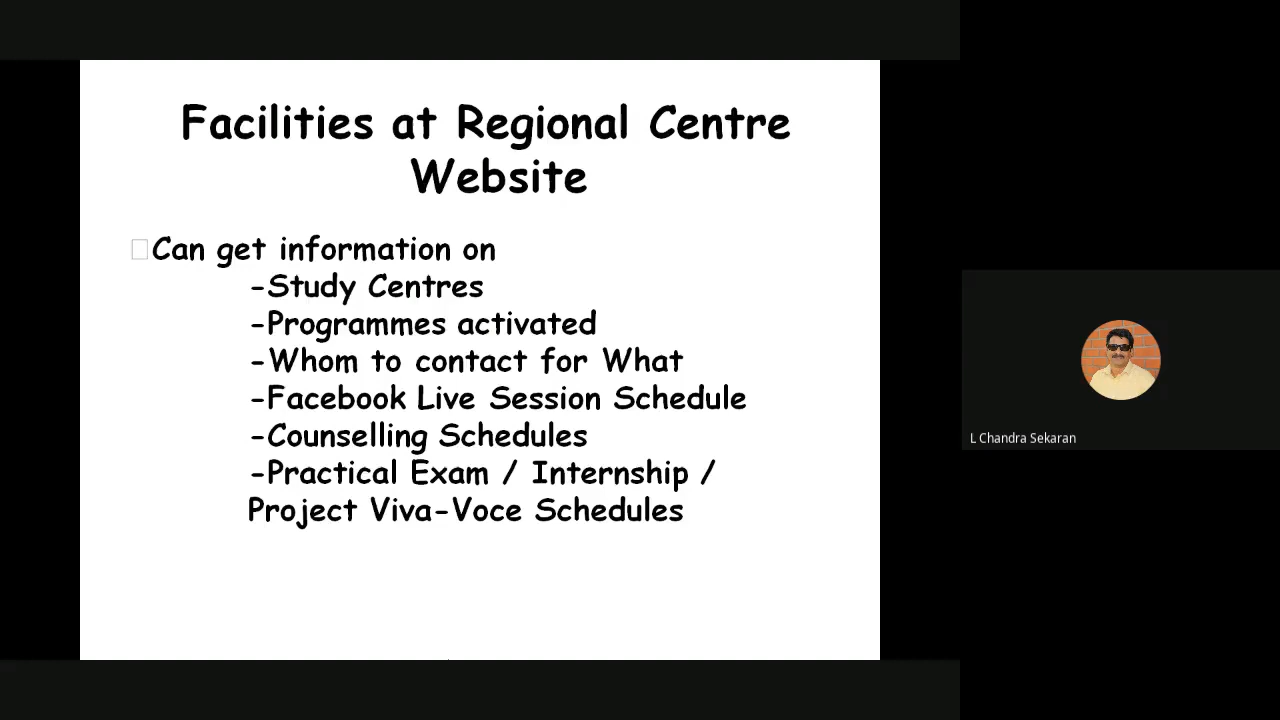 Facilities at Regional Centre
Website
Can get information on
-Study Centres
-Programmes activated
-Whom to contact for What
-Facebook Live Session Schedule
-Counselling Schedules
-Practical Exam / Internship /
Project Viva-Voce Schedules
L Chandra Sekaran